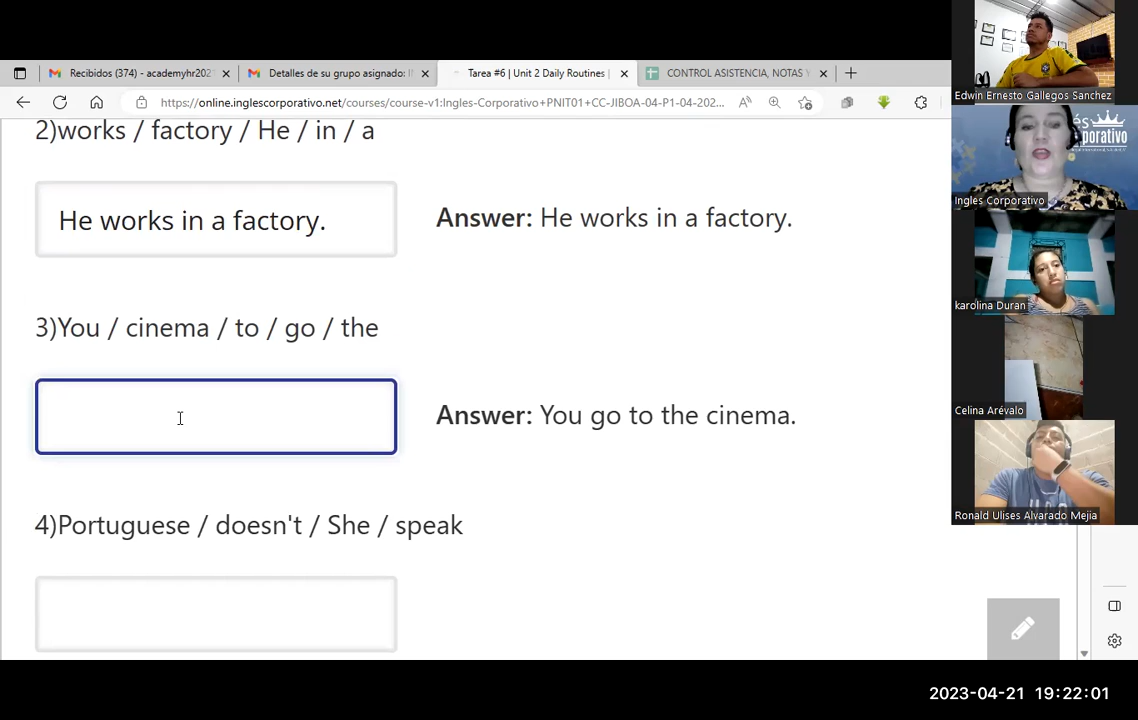 Recibidos (374) - academyhr2021
Detalles de su grupo asignado: I
Tarea #6 | Unit 2 Daily Routines |
CONTROL ASISTENCIA, NOTAS Y
https://online.inglescorporativo.net/courses/course-v1:Ingles-Corporativo+PNIT01+CC-JIBOA-04-P1-04-202...
2)works / factory / He / in / a
He works in a factory.
Answer: He works in a factory.
3)You / cinema / to / go / the
Answer: You go to the cinema.
4)Portuguese / doesn't / She / speak
Edwin Ernesto Gallegos Sanchez
és
porativo
Ingles Corporativo
karolina Duran
Celina Arévalo
Ronald Ulises Alvarado Mejia
2023-04-21 19:22:01